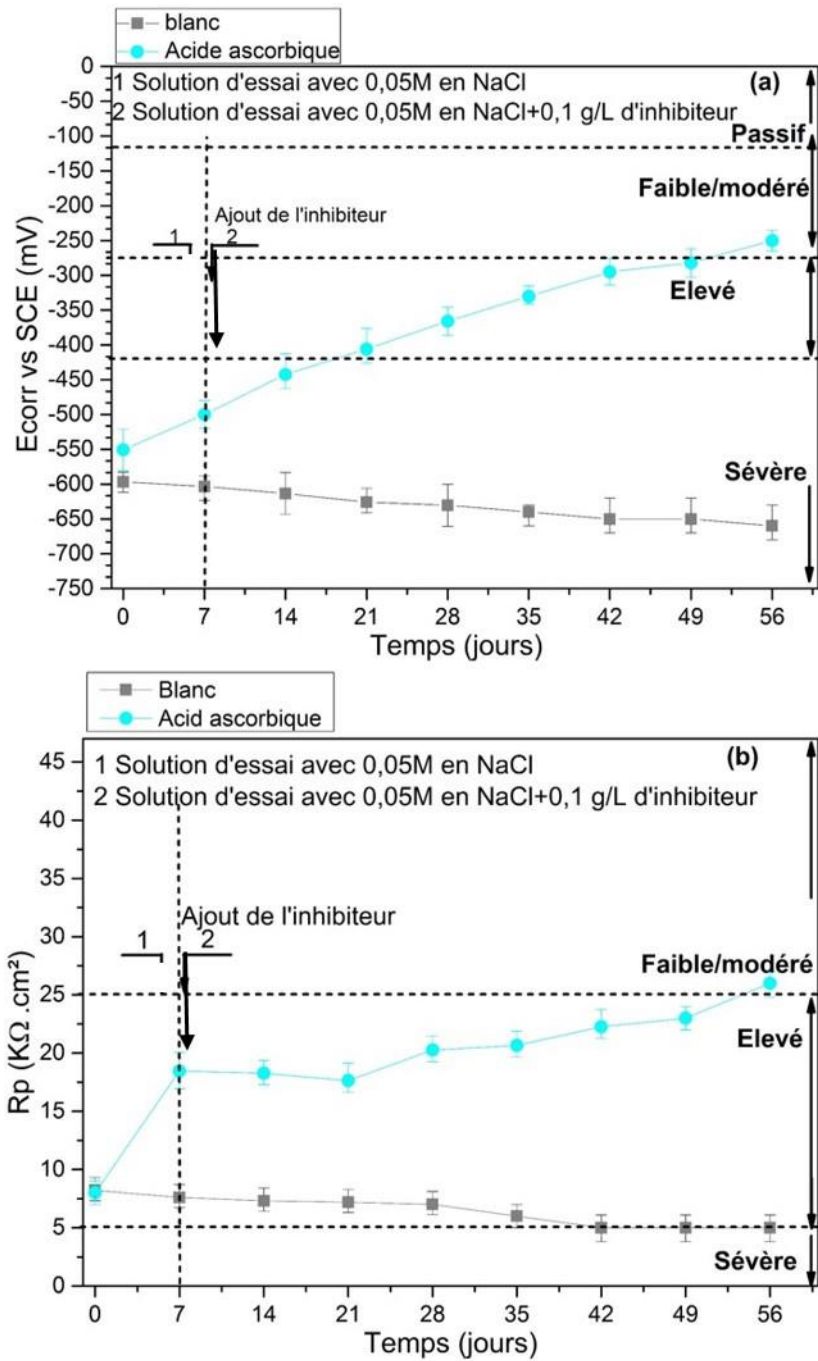 blanc
Acide ascorbique
(a)
1 Solution d'essai avec 0,05M en NaCl
2 Solution d'essai avec 0,05M en NaCl+0,1 g/L d'inhibiteur
Passif
Faible/modéré
Ajout de l'inhibiteur
1 2
Elevé
Sévère
0
-50
-100
-150
-200
-250
-300
-350
-400
-450
-500
-550
-600
-650
-700
-750
Ecorr vs SCE (mV)
0 7 14 21 28 35 42 49 56
Temps (jours)
Blanc
Acid ascorbique
(b)
1 Solution d'essai avec 0,05M en NaCl
2 Solution d'essai avec 0,05M en NaCl+0,1 g/L d'inhibiteur
Ajout de l'inhibiteur
1 2
Faible/modéré
Elevé
Sévère
45
40
35
30
25
20
15
10
5
0
Rp (KΩ .cm²)
0 7 14 21 28 35 42 49 56
Temps (jours)